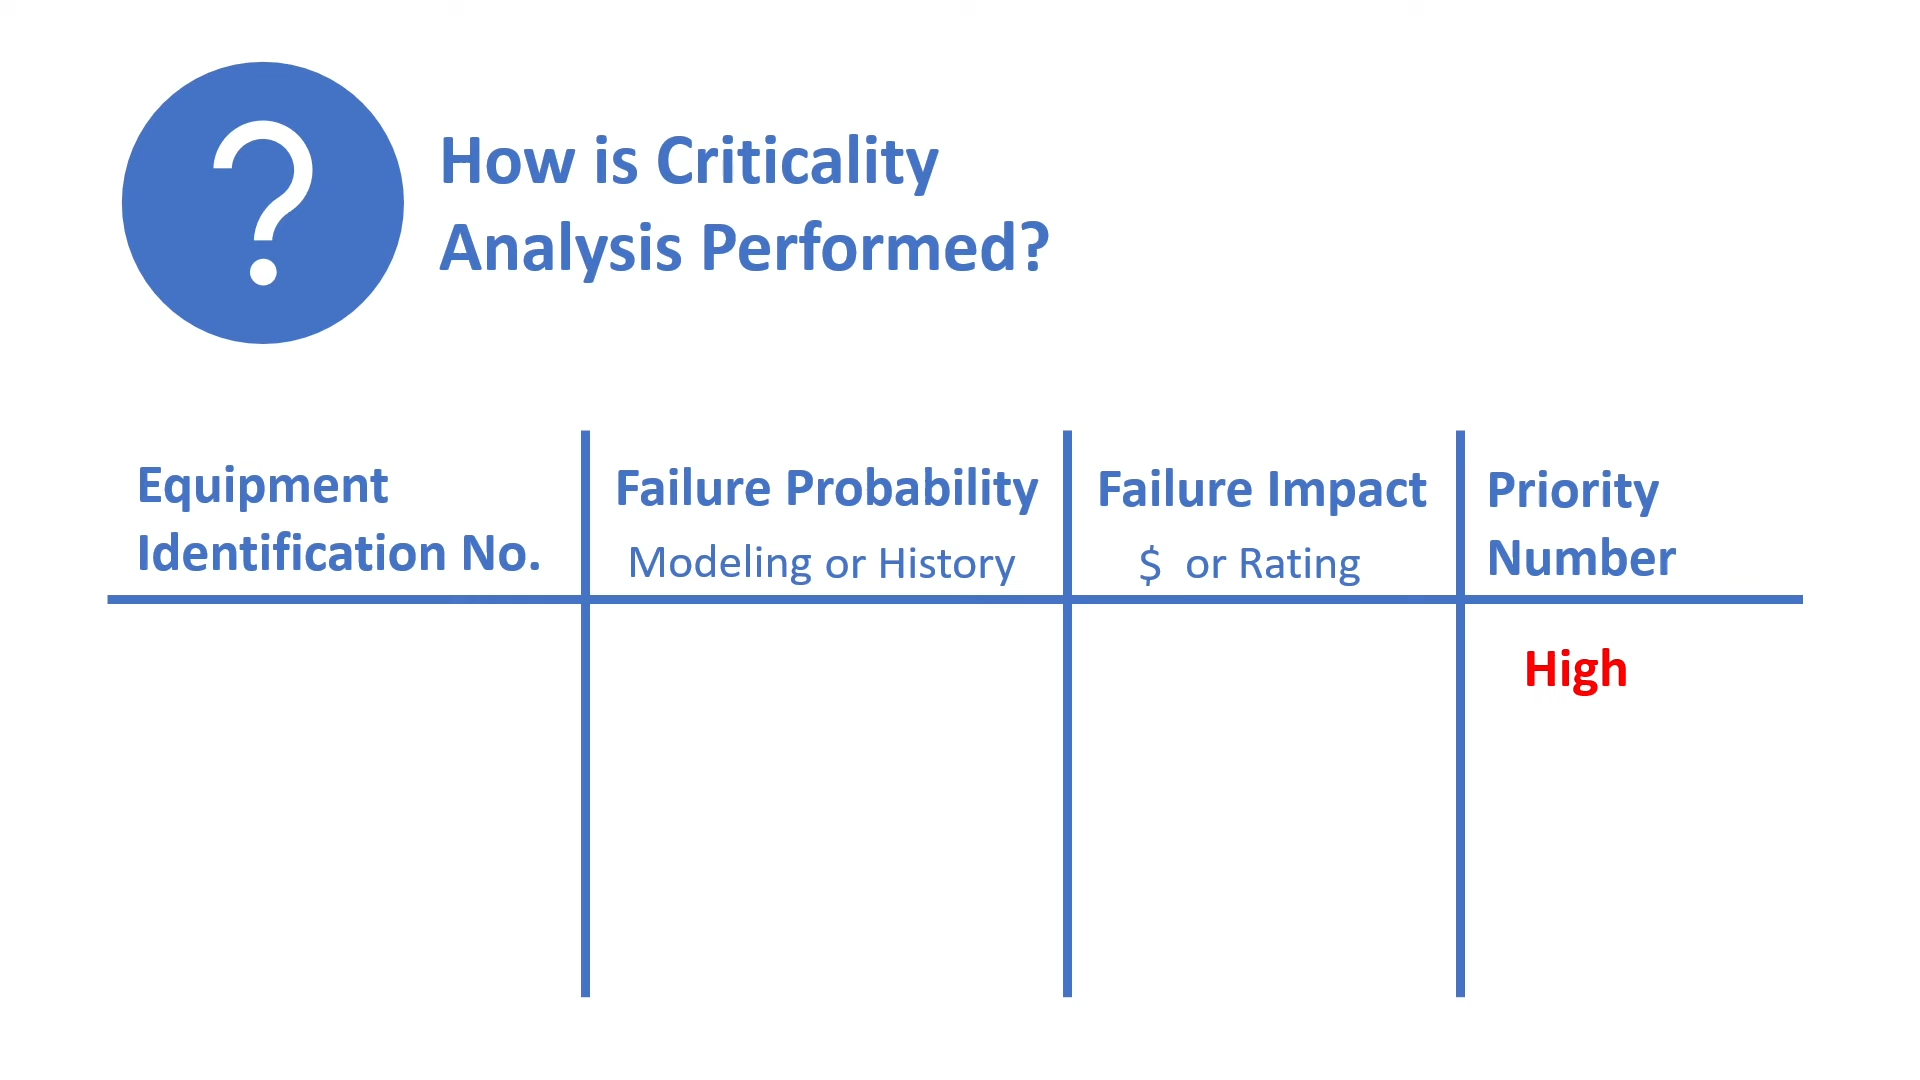 ?
How is Criticality
Analysis Performed?
Equipment
Identification No.
Failure Probability
Modeling or History
Failure Impact
$ or Rating
Priority
Number
High